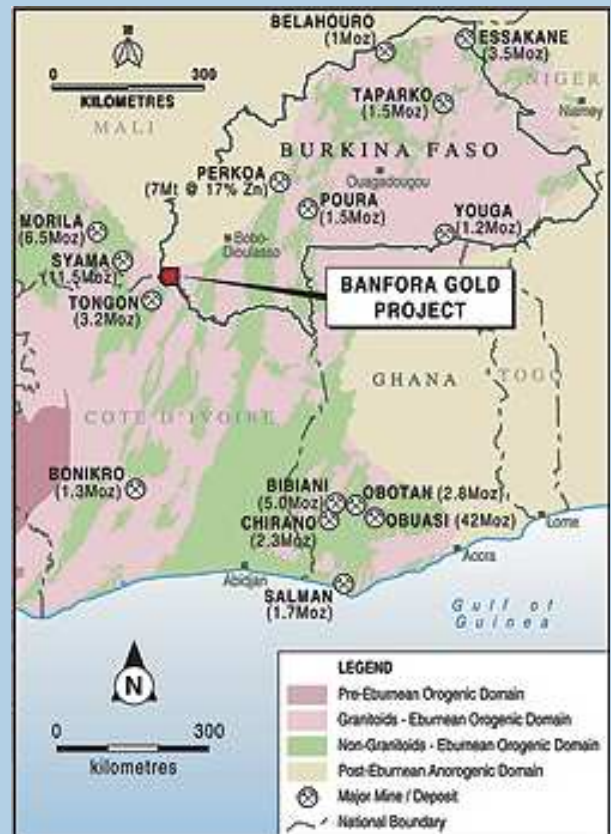 BELAHOURO
(1Moz)
ESSAKANE
(3.5Moz)
0 300
KILOMETRES
NIGER
TAPARKO
(1.5Moz)
Niamey
MALI
BURKINA FASO
PERKOA
(7Mt @ 17% Zn)
Ouagadougou
POURA
(1.5Moz)
YOUGA
(1.2Moz)
MORILA
(6.5Moz)
Bobo-
Dioulasso
SYAMA
(11.5Moz)
BANFORA GOLD
PROJECT
TONGON
(3.2Moz)
GHANA
TOGO
COTE D'IVOIRE
BONIKRO
(1.3Moz)
BIBIANI
(5.0Moz)
OBOTAN (2.8Moz)
CHIRANO
(2.3Moz)
OBUASI (42Moz)
Lome
Accra
Abidjan
SALMAN
(1.7Moz)
Gulf of
Guinea
N
0 300
kilometres
LEGEND
Pre-Eburnean Orogenic Domain
Granitoids - Eburnean Orogenic Domain
Non-Granitoids - Eburnean Orogenic Domain
Post-Eburnean Anorogenic Domain
Major Mine / Deposit
National Boundary